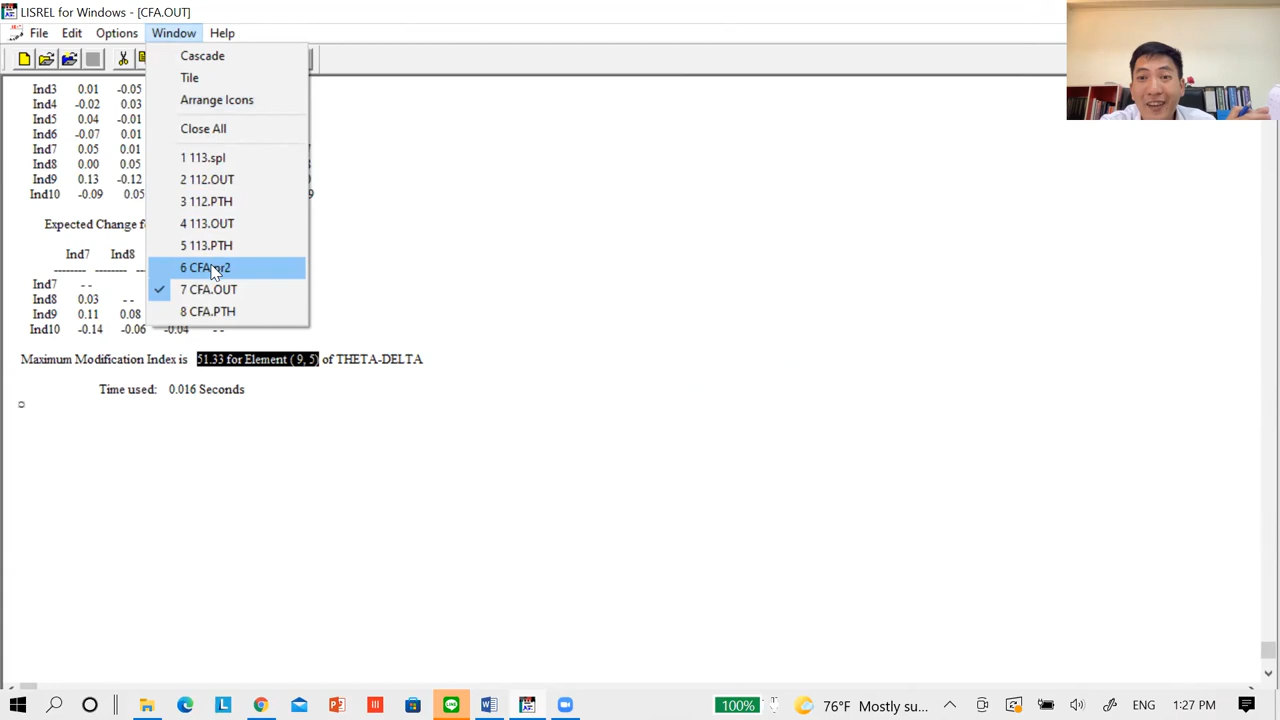 LISREL for Windows - [CFA.OUT]
File Edit Options Window Help
Cascade
Tile
Arrange Icons
Close All
1 113.spl
2 112.OUT
3 112.PTH
4 113.OUT
5 113.PTH
6 CFA.pr2
7 CFA.OUT
8 CFA.PTH
Ind3 0.01 -0.05
Ind4 -0.02 0.03
Ind5 0.04 -0.01
Ind6 -0.07 0.01
Ind7 0.05 0.01
Ind8 0.00 0.05
Ind9 0.13 -0.12
Ind10 -0.09 0.05 9
Expected Change f
Ind7 Ind8
-------- -------- --------
Ind7 - -
Ind8 0.03 - -
Ind9 0.11 0.08
Ind10 -0.14 -0.06 -0.04 - -
Maximum Modification Index is 51.33 for Element ( 9, 5) of THETA-DELTA
Time used: 0.016 Seconds
100% 76°F Mostly su... ENG 1:27 PM